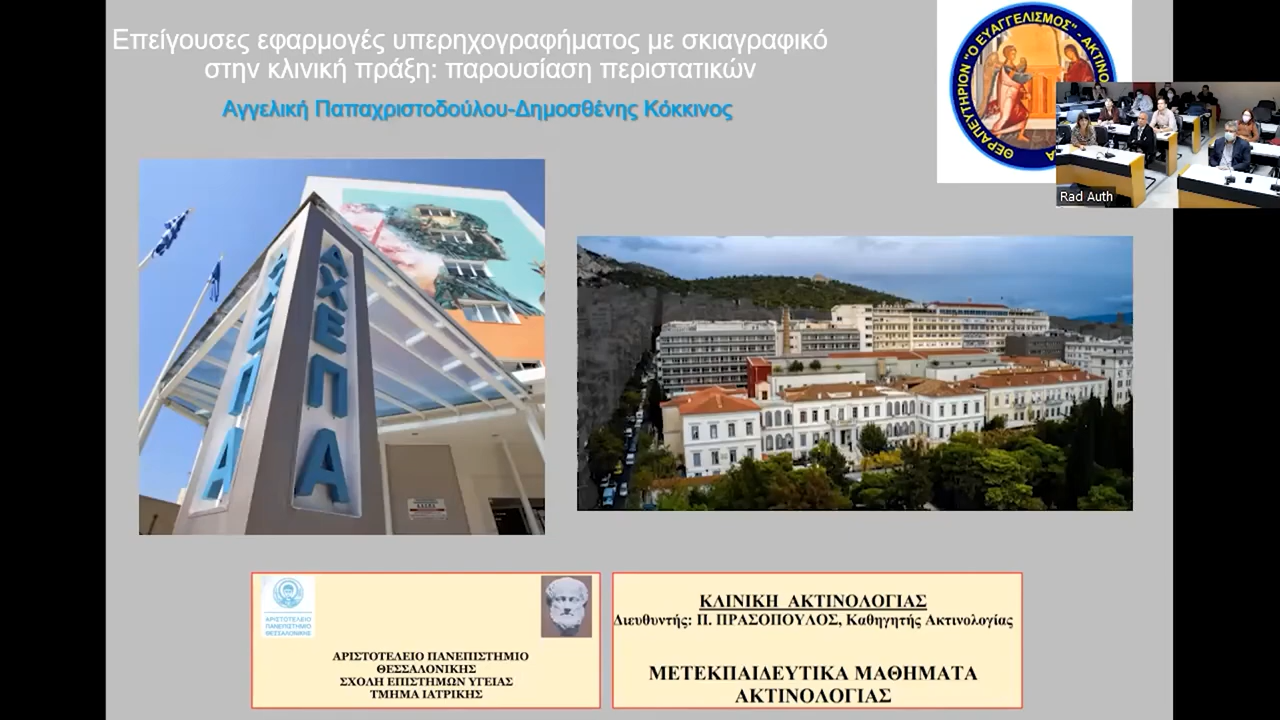 Επείγουσες εφαρμογές υπερηχογραφήματος με σκιαγραφικό
στην κλινική πράξη: παρουσίαση περιστατικών
Αγγελική Παπαχριστοδούλου-Δημοσθένης Κόκκινος
ΘΕΡΑΠΕΥΤΗΡΙΟΝ "Ο ΕΥΑΓΓΕΛΙΣΜΟΣ" - ΑΚΤΙΝΟ
Rad Auth
ΑΧΕΠΑ
ΑΧΕΠΑ
ΑΡΙΣΤΟΤΕΛΕΙΟ
ΠΑΝΕΠΙΣΤΗΜΙΟ
ΘΕΣΣΑΛΟΝΙΚΗΣ
ΑΡΙΣΤΟΤΕΛΕΙΟ ΠΑΝΕΠΙΣΤΗΜΙΟ
ΘΕΣΣΑΛΟΝΙΚΗΣ
ΣΧΟΛΗ ΕΠΙΣΤΗΜΩΝ ΥΓΕΙΑΣ
ΤΜΗΜΑ ΙΑΤΡΙΚΗΣ
ΚΛΙΝΙΚΗ ΑΚΤΙΝΟΛΟΓΙΑΣ
Διευθυντής: Π. ΠΡΑΣΟΠΟΥΛΟΣ, Καθηγητής Ακτινολογίας
ΜΕΤΕΚΠΑΙΔΕΥΤΙΚΑ ΜΑΘΗΜΑΤΑ
ΑΚΤΙΝΟΛΟΓΙΑΣ